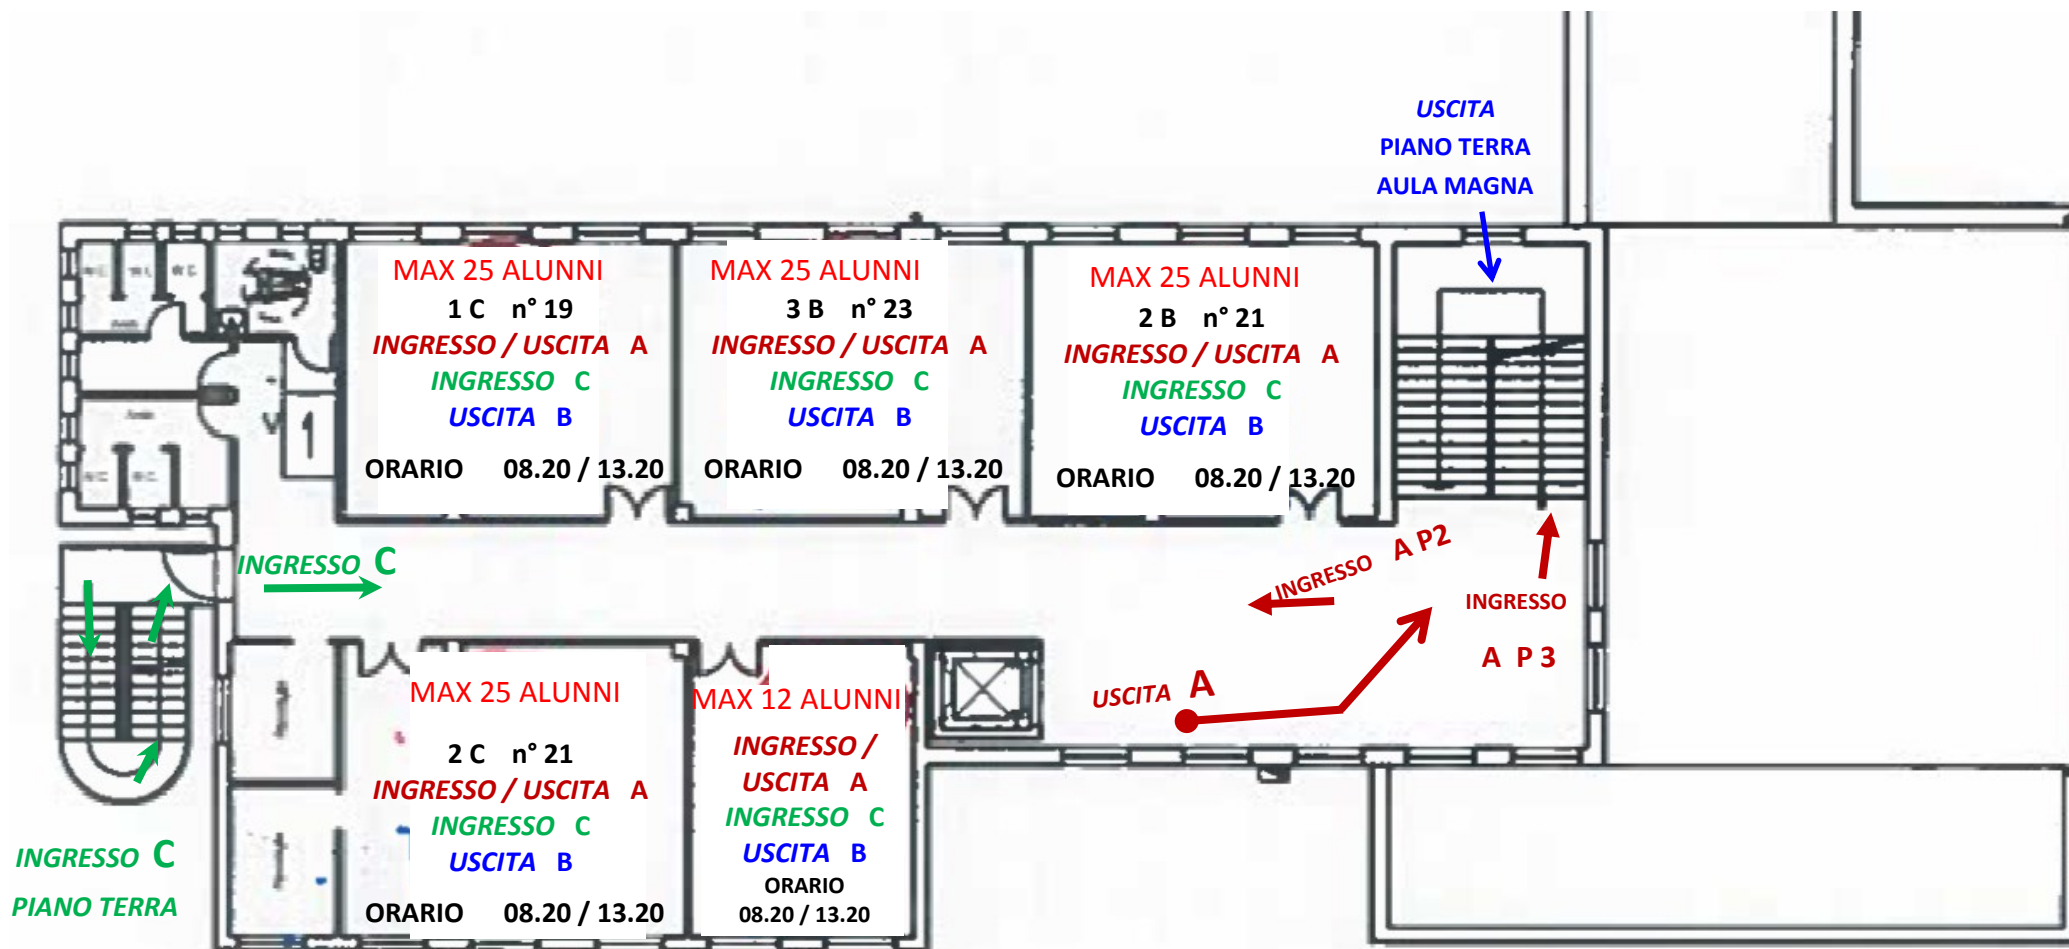 USCITA
PIANO TERRA
AULA MAGNA
MAX 25 ALUNNI
1 C n° 19
INGRESSO / USCITA A
INGRESSO C
USCITA B
ORARIO 08.20 / 13.20
MAX 25 ALUNNI
3 B n° 23
INGRESSO / USCITA A
INGRESSO C
USCITA B
ORARIO 08.20 / 13.20
MAX 25 ALUNNI
2 B n° 21
INGRESSO / USCITA A
INGRESSO C
USCITA B
ORARIO 08.20 / 13.20
1
INGRESSO C
INGRESSO A P2
INGRESSO
A P 3
USCITA A
MAX 25 ALUNNI
2 C n° 21
INGRESSO / USCITA A
INGRESSO C
USCITA B
ORARIO 08.20 / 13.20
MAX 12 ALUNNI
INGRESSO /
USCITA A
INGRESSO C
USCITA B
ORARIO
08.20 / 13.20
INGRESSO C
PIANO TERRA